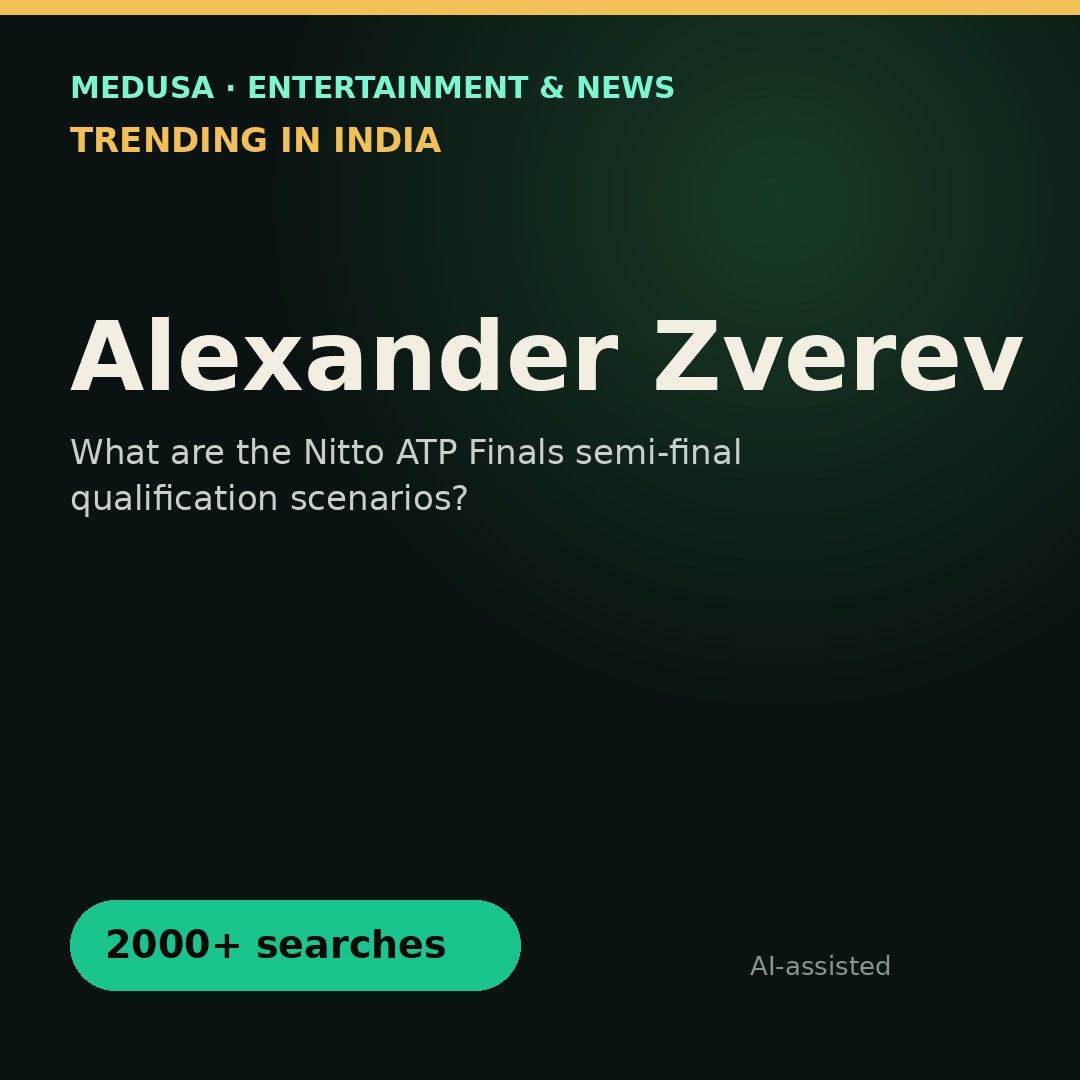 MEDUSA · ENTERTAINMENT & NEWS
TRENDING IN INDIA
Alexander Zverev
What are the Nitto ATP Finals semi-final
qualification scenarios?
2000+ searches
AI-assisted